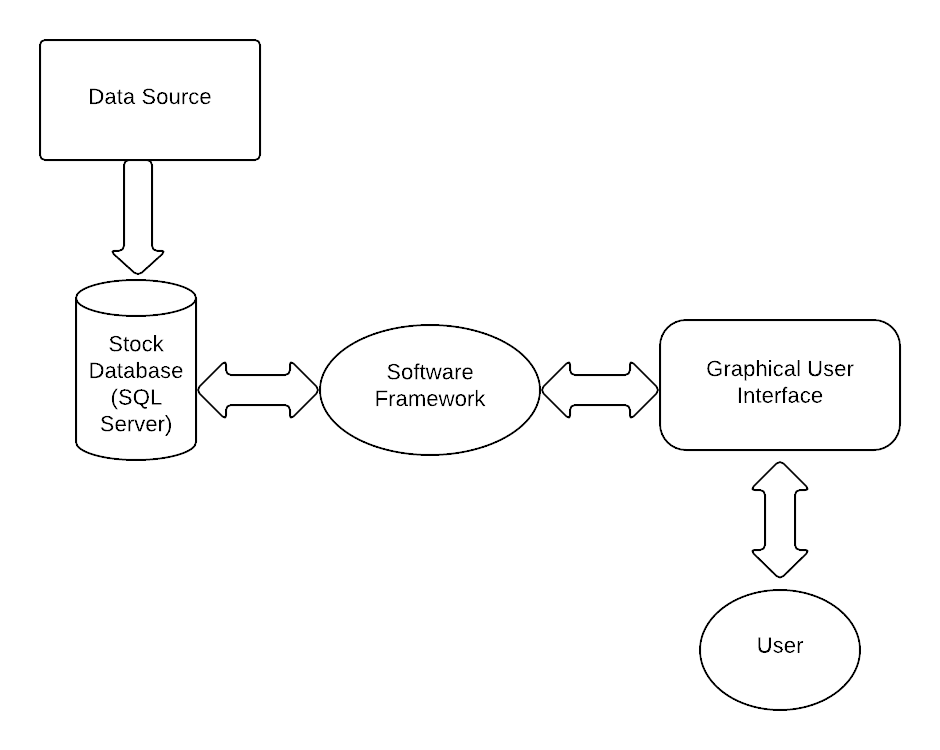 Data Source
Stock
Database
(SQL
Server)
Software
Framework
Graphical User
Interface
User